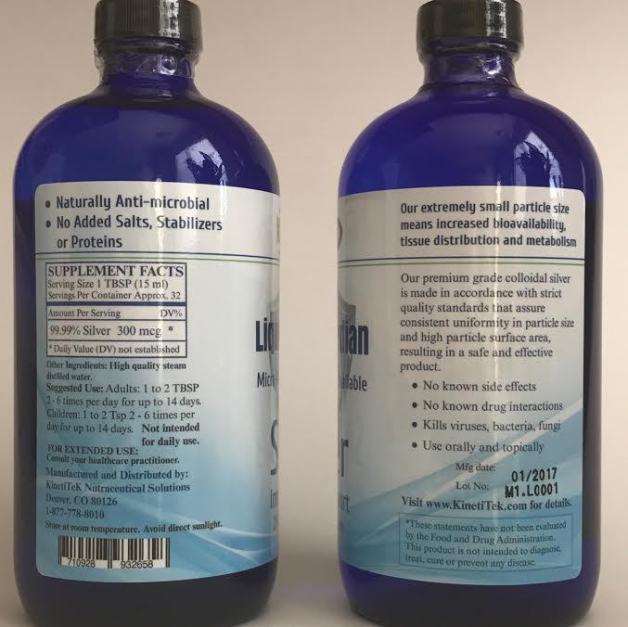 • Naturally Anti-microbial
• No Added Salts, Stabilizers
or Proteins
SUPPLEMENT FACTS
Serving Size 1 TBSP (15 ml)
Servings Per Container Approx. 32
Amount Per Serving DV%
99.99% Silver 300 mcg *
* Daily Value (DV) not established
Other Ingredients: High quality steam
distilled water.
Suggested Use: Adults: 1 to 2 TBSP
2 - 6 times per day for up to 14 days.
Children: 1 to 2 Tsp 2 - 6 times per
day for up to 14 days. Not intended
for daily use.
FOR EXTENDED USE:
Consult your healthcare practitioner.
Manufactured and Distributed by:
KinetiTeK Nutraceutical Solutions
Denver, CO 80126
1-877-778-8010
Store at room temperature. Avoid direct sunlight.
710928 932658
Our extremely small particle size
means increased bioavailability,
tissue distribution and metabolism
Our premium grade colloidal silver
is made in accordance with strict
quality standards that assure
consistent uniformity in particle size
and high particle surface area,
resulting in a safe and effective
product.
• No known side effects
• No known drug interactions
• Kills viruses, bacteria, fungi
• Use orally and topically
Mfg date: 01/2017
Lot No: M1.L0001
Visit www.KinetiTek.com for details.
*These statements have not been evaluated
by the Food and Drug Administration.
This product is not intended to diagnose,
treat, cure or prevent any disease.